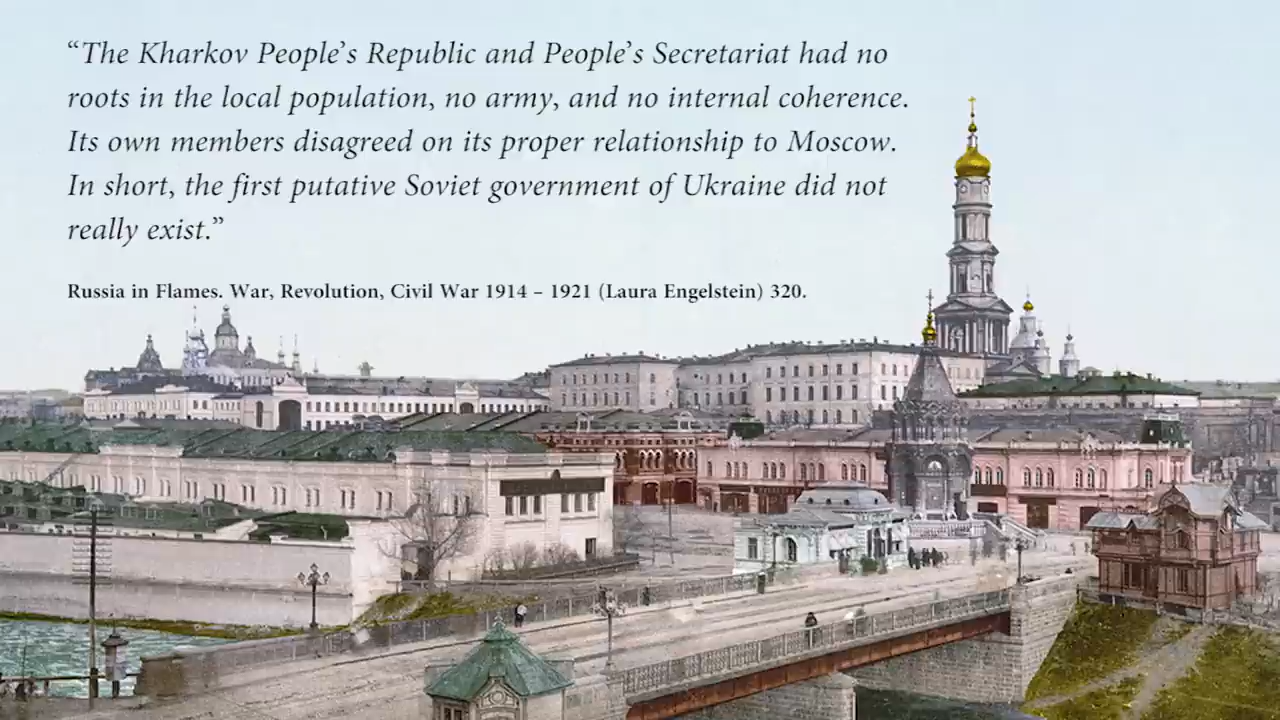 “The Kharkov People’s Republic and People’s Secretariat had no
roots in the local population, no army, and no internal coherence.
Its own members disagreed on its proper relationship to Moscow.
In short, the first putative Soviet government of Ukraine did not
really exist.”
Russia in Flames. War, Revolution, Civil War 1914 – 1921 (Laura Engelstein) 320.